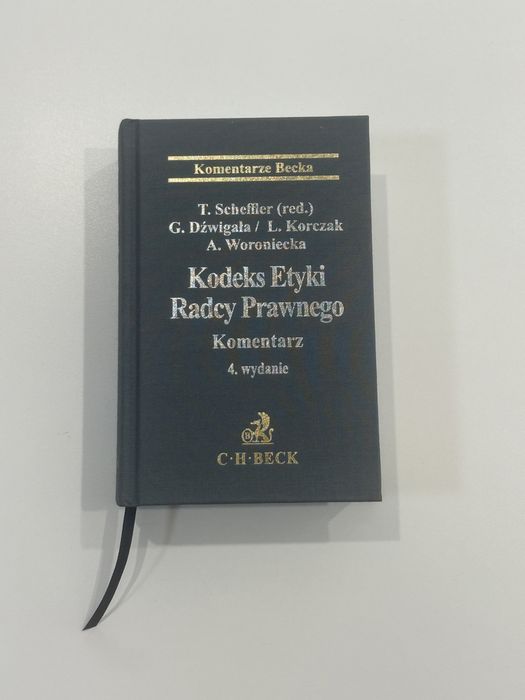 Komentarze Becka
T. Scheffler (red.)
G. Dźwigała / L. Korczak
A. Woroniecka
Kodeks Etyki
Radcy Prawnego
Komentarz
4. wydanie
C·H·BECK